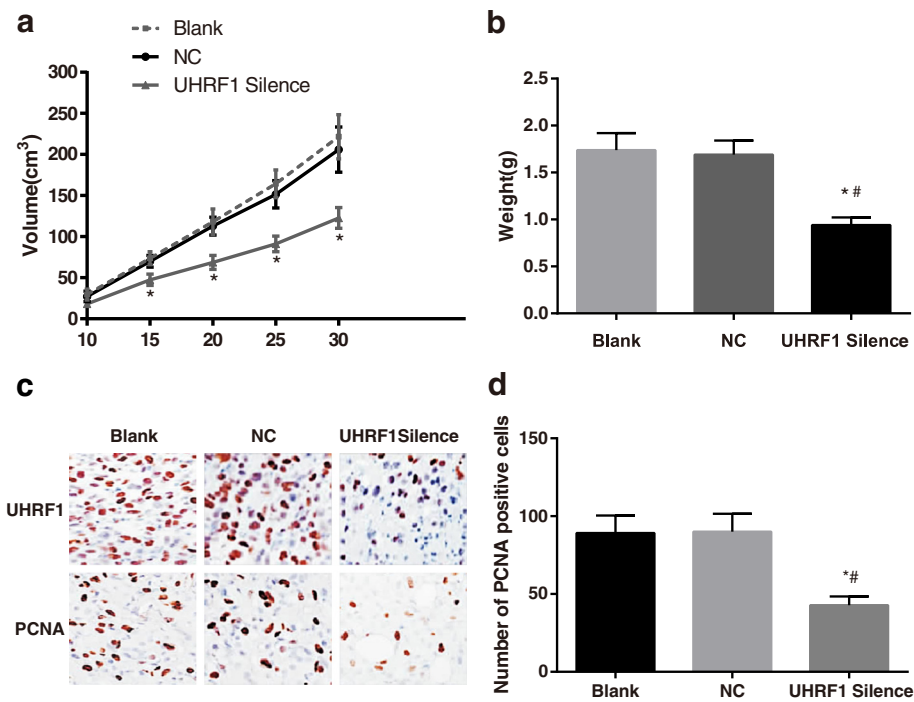 a
Blank
NC
UHRF1 Silence
Volume(cm³)
300
250
200
150
100
50
0
10 15 20 25 30
*
*
*
*
b
Weight(g)
2.5
2.0
1.5
1.0
0.5
0.0
* #
Blank NC UHRF1 Silence
c
Blank NC UHRF1Silence
UHRF1
PCNA
d
Number of PCNA positive cells
150
100
50
0
*#
Blank NC UHRF1 Silence